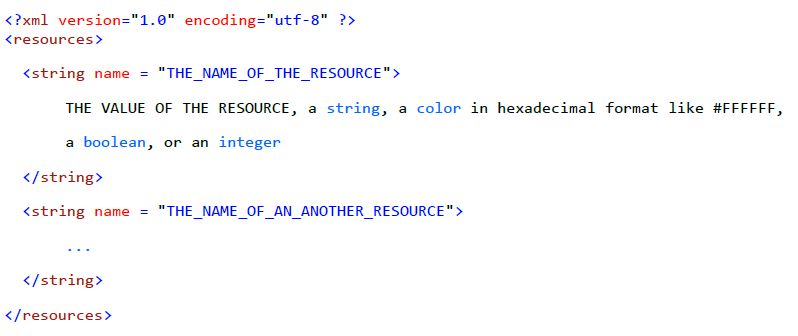 <?xml version="1.0" encoding="utf-8" ?>
<resources>
<string name = "THE_NAME_OF_THE_RESOURCE">
THE VALUE OF THE RESOURCE, a string, a color in hexadecimal format like #FFFFFF,
a boolean, or an integer
</string>
<string name = "THE_NAME_OF_AN_ANOTHER_RESOURCE">
...
</string>
</resources>